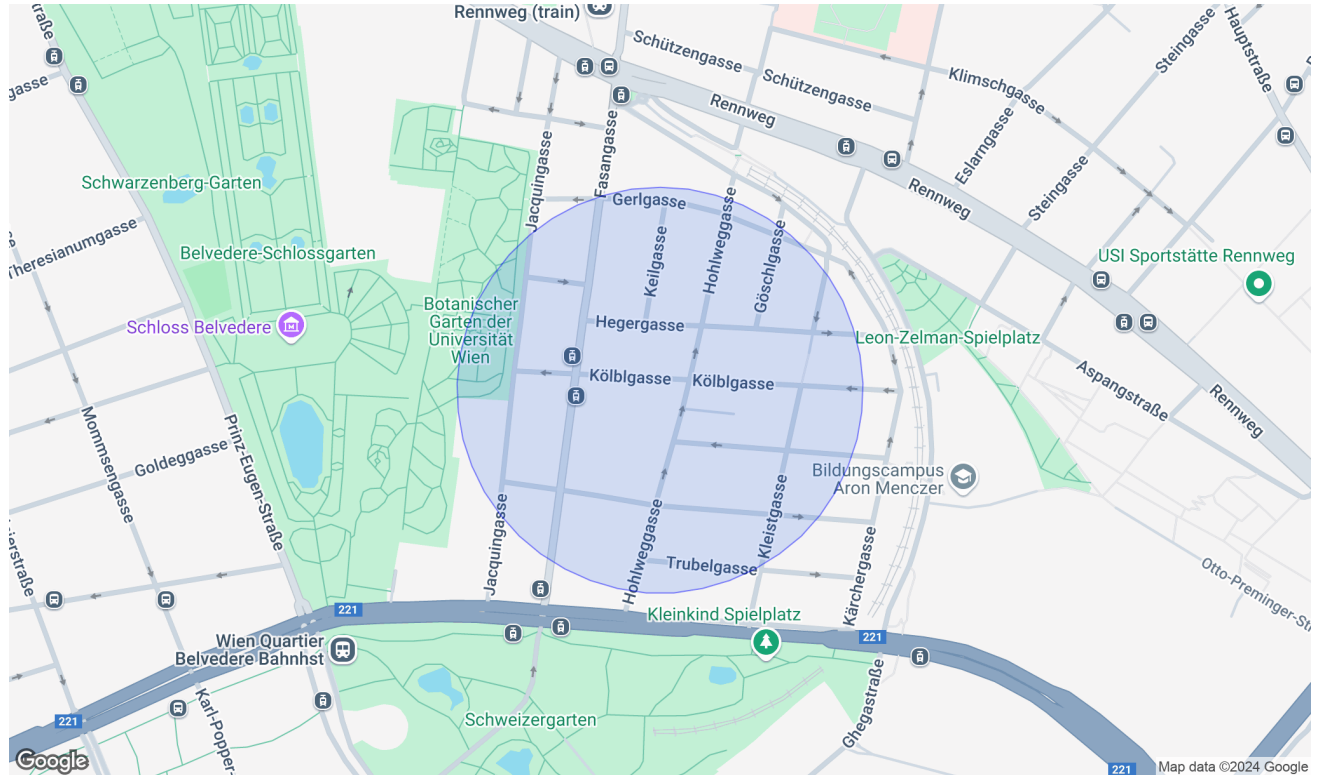 Rennweg (train)
Schützengasse
Schützengasse
Klimschgasse
Steingasse
Hauptstraße
Rennweg
Eslarngasse
Steingasse
Rennweg
Jacquingasse
Fasangasse
Schwarzenberg-Garten
Theresianumgasse
Belvedere-Schlossgarten
Gerlgasse
Keilgasse
Hohlweggasse
Göschlgasse
USI Sportstätte Rennweg
Schloss Belvedere
Botanischer
Garten der
Universität
Wien
Hegergasse
Leon-Zelman-Spielplatz
Kölblgasse
Kölblgasse
Aspangstraße
Rennweg
Mommsengasse
Goldeggasse
Prinz-Eugen-Straße
Bildungscampus
Aron Menczer
Jacquingasse
Hohlweggasse
Kleistgasse
Trubelgasse
Kärchergasse
Otto-Preminger-Str
221
Kleinkind Spielplatz
221
Wien Quartier
Belvedere Bahnhst
221
Karl-Popper-
Schweizergarten
Ghegastraße
221
Google
Map data ©2024 Google